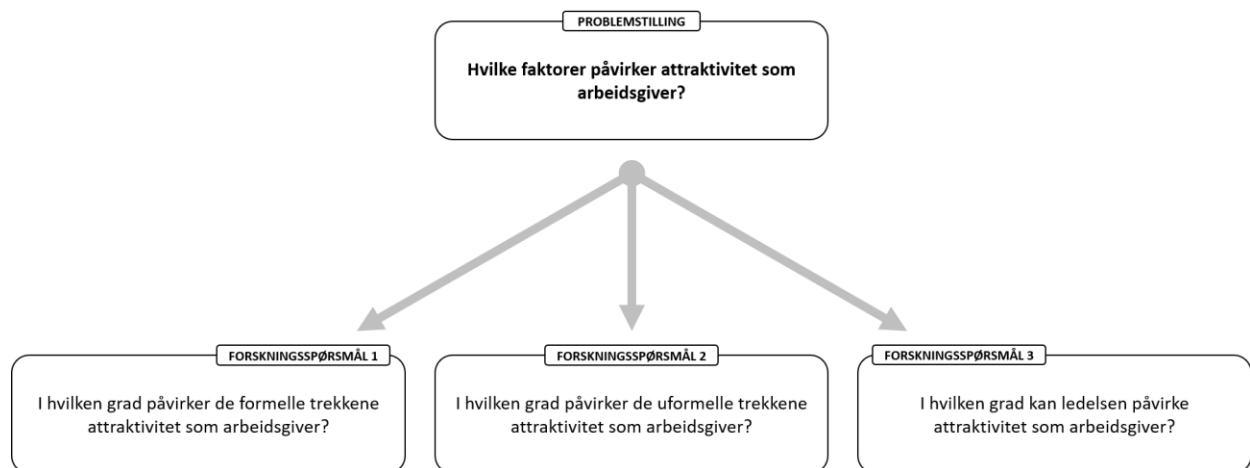 PROBLEMSTILLING
Hvilke faktorer påvirker attraktivitet som
arbeidsgiver?
FORSKNINGSSPØRSMÅL 1
I hvilken grad påvirker de formelle trekkene
attraktivitet som arbeidsgiver?
FORSKNINGSSPØRSMÅL 2
I hvilken grad påvirker de uformelle trekkene
attraktivitet som arbeidsgiver?
FORSKNINGSSPØRSMÅL 3
I hvilken grad kan ledelsen påvirke
attraktivitet som arbeidsgiver?